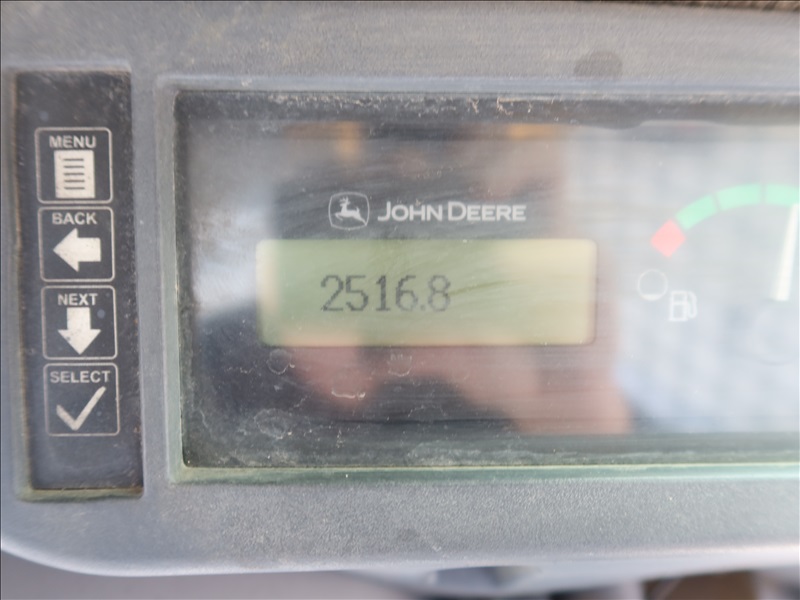 MENU
BACK
NEXT
SELECT
JOHN DEERE
2516.8